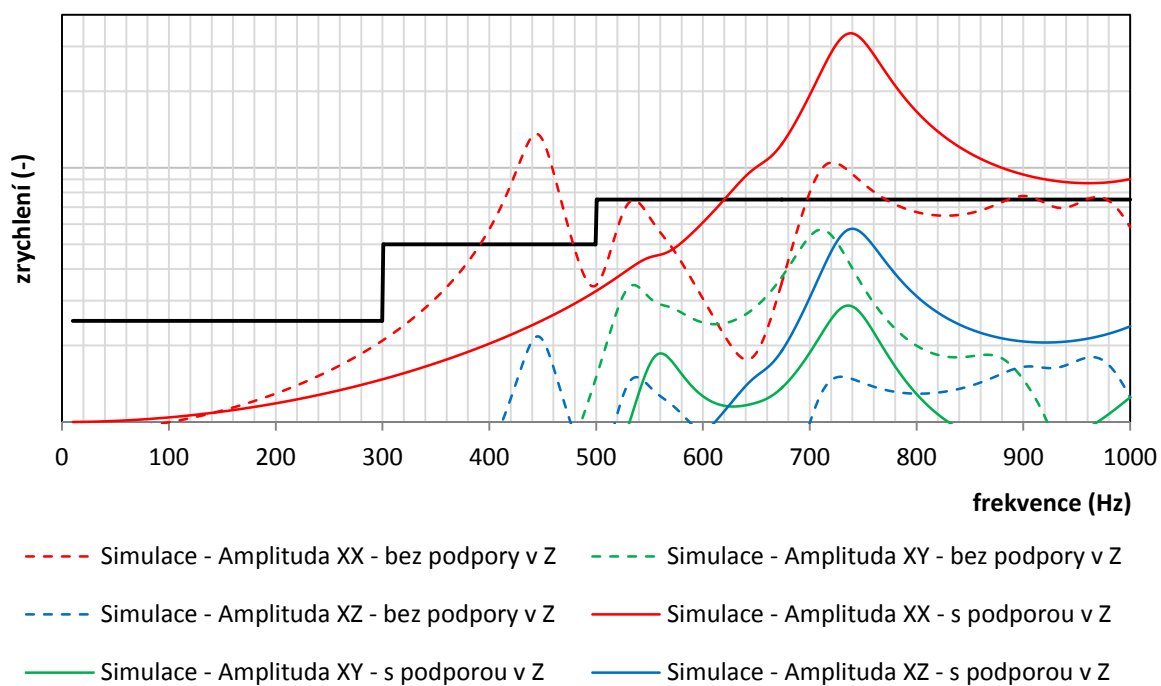 zrychlení (-)
0 100 200 300 400 500 600 700 800 900 1000
frekvence (Hz)
Simulace - Amplituda XX - bez podpory v Z
Simulace - Amplituda XY - bez podpory v Z
Simulace - Amplituda XZ - bez podpory v Z
Simulace - Amplituda XX - s podporou v Z
Simulace - Amplituda XY - s podporou v Z
Simulace - Amplituda XZ - s podporou v Z